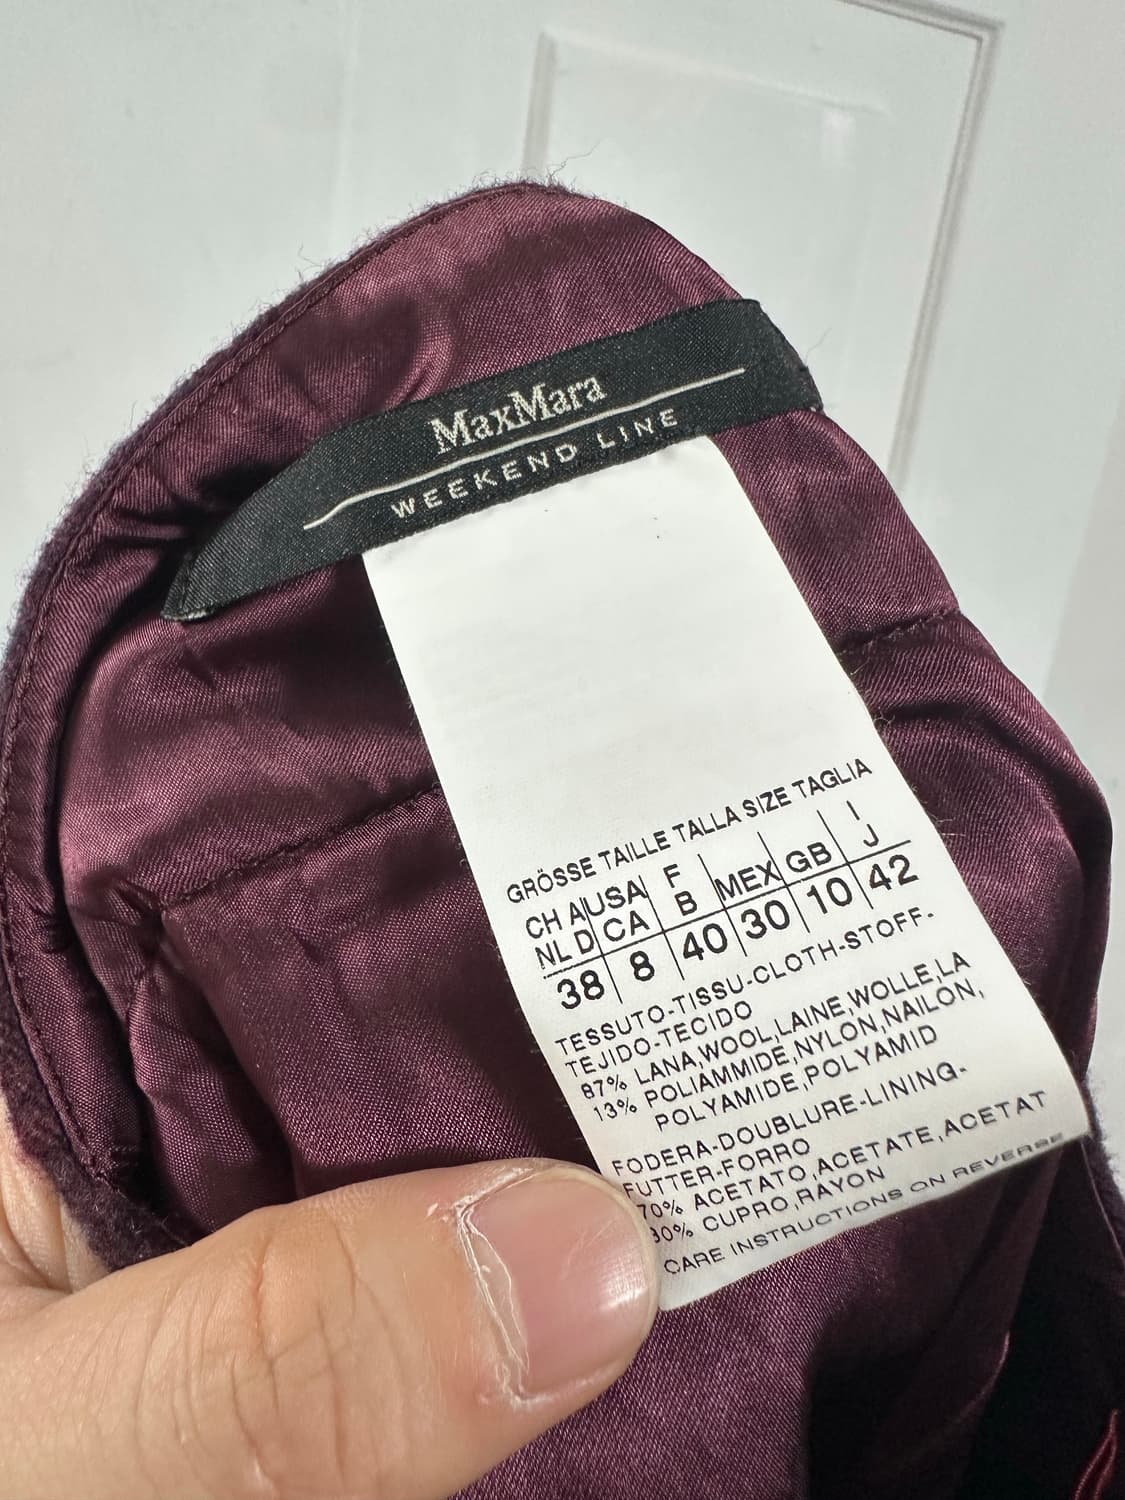 MaxMara
WEEKEND LINE
GRÖSSE TAILLE TALLA SIZE TAGLIA
CH A USA F MEX GB I
NL D CA B J
38 8 40 30 10 42
TESSUTO-TISSU-CLOTH-STOFF-
TEJIDO-TECIDO
87% LANA,WOOL,LAINE,WOLLE,LA
13% POLIAMMIDE,NYLON,NAILON,
POLYAMIDE,POLYAMID
FODERA-DOUBLURE-LINING-
FUTTER-FORRO
70% ACETATO,ACETATE,ACETAT
30% CUPRO,RAYON
CARE INSTRUCTIONS ON REVERSE